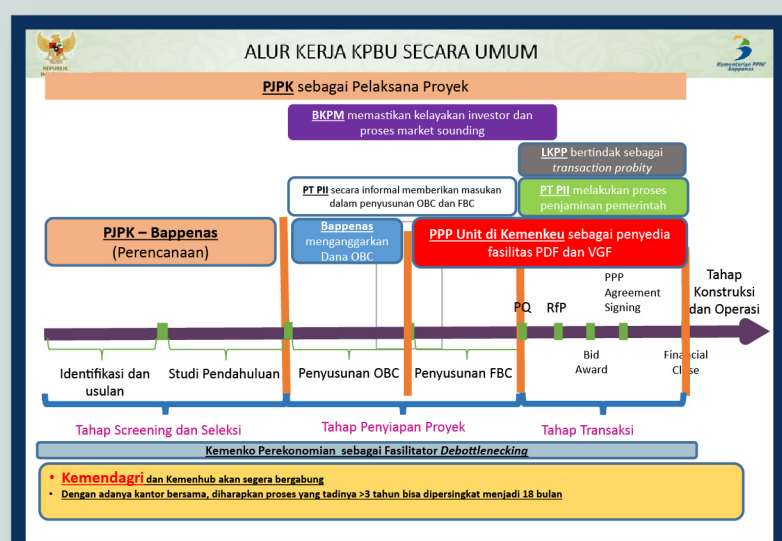 ALUR KERJA KPBU SECARA UMUM
REPUBLIK
Kementerian PPN/
Bappenas
PJPK sebagai Pelaksana Proyek
BKPM memastikan kelayakan investor dan
proses market sounding
LKPP bertindak sebagai
transaction probity
PT PII secara informal memberikan masukan
dalam penyusunan OBC dan FBC
PT PII melakukan proses
penjaminan pemerintah
PJPK – Bappenas
(Perencanaan)
Bappenas
menganggarkan
Dana OBC
PPP Unit di Kemenkeu sebagai penyedia
fasilitas PDF dan VGF
PPP
Agreement
Signing
Tahap
Konstruksi
dan Operasi
PQ
RfP
Bid
Award
Financial
Close
Identifikasi dan
usulan
Studi Pendahuluan
Penyusunan OBC
Penyusunan FBC
Tahap Screening dan Seleksi
Tahap Penyiapan Proyek
Tahap Transaksi
Kemenko Perekonomian sebagai Fasilitator Debottlenecking
• Kemendagri dan Kemenhub akan segera bergabung
• Dengan adanya kantor bersama, diharapkan proses yang tadinya >3 tahun bisa dipersingkat menjadi 18 bulan